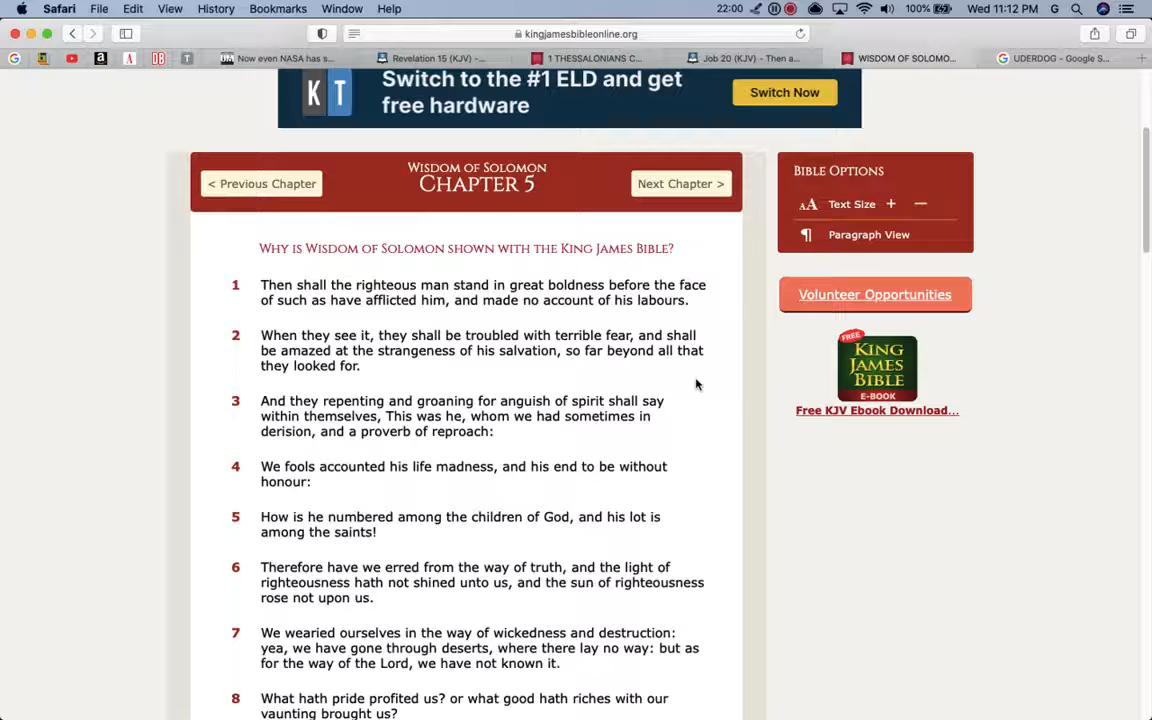 Safari File Edit View History Bookmarks Window Help 22:00 100% Wed 11:12 PM G
kingjamesbibleonline.org
G a A DB T Now even NASA has s... Revelation 15 (KJV) -... 1 THESSALONIANS C... Job 20 (KJV) - Then a... WISDOM OF SOLOMO... G UDERDOG - Google S...
Switch to the #1 ELD and get
free hardware
KT
Switch Now
WISDOM OF SOLOMON
CHAPTER 5
< Previous Chapter
Next Chapter >
BIBLE OPTIONS
AA Text Size + −
¶ Paragraph View
WHY IS WISDOM OF SOLOMON SHOWN WITH THE KING JAMES BIBLE?
1 Then shall the righteous man stand in great boldness before the face
of such as have afflicted him, and made no account of his labours.
2 When they see it, they shall be troubled with terrible fear, and shall
be amazed at the strangeness of his salvation, so far beyond all that
they looked for.
3 And they repenting and groaning for anguish of spirit shall say
within themselves, This was he, whom we had sometimes in
derision, and a proverb of reproach:
4 We fools accounted his life madness, and his end to be without
honour:
5 How is he numbered among the children of God, and his lot is
among the saints!
6 Therefore have we erred from the way of truth, and the light of
righteousness hath not shined unto us, and the sun of righteousness
rose not upon us.
7 We wearied ourselves in the way of wickedness and destruction:
yea, we have gone through deserts, where there lay no way: but as
for the way of the Lord, we have not known it.
8 What hath pride profited us? or what good hath riches with our
vaunting brought us?
Volunteer Opportunities
FREE
KING
JAMES
BIBLE
E-BOOK
Free KJV Ebook Download...